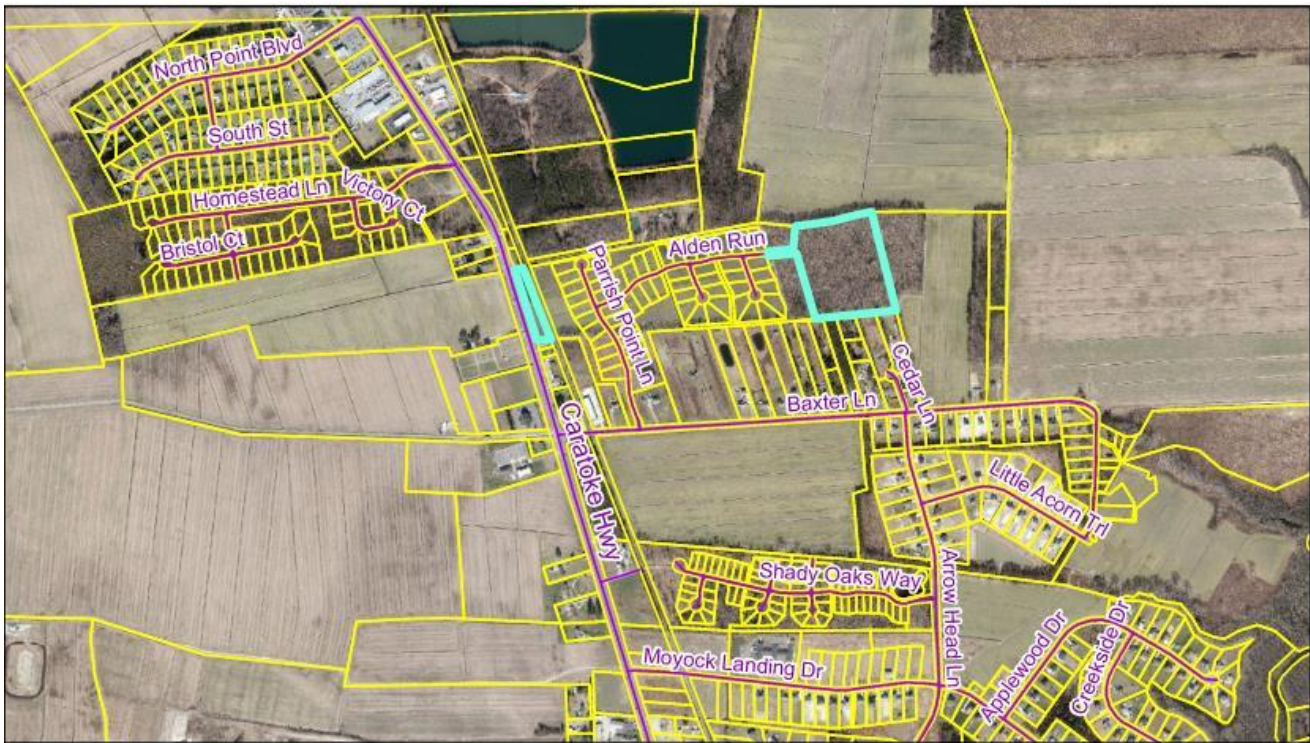 North Point Blvd
South St
Homestead Ln
Victory Ct
Bristol Ct
Alden Run
Parrish Point Ln
Cedar Ln
Baxter Ln
Caratoke Hwy
Little Acorn Trl
Shady Oaks Way
Arrow Head Ln
Moyock Landing Dr
Applewood Dr
Creekside Dr